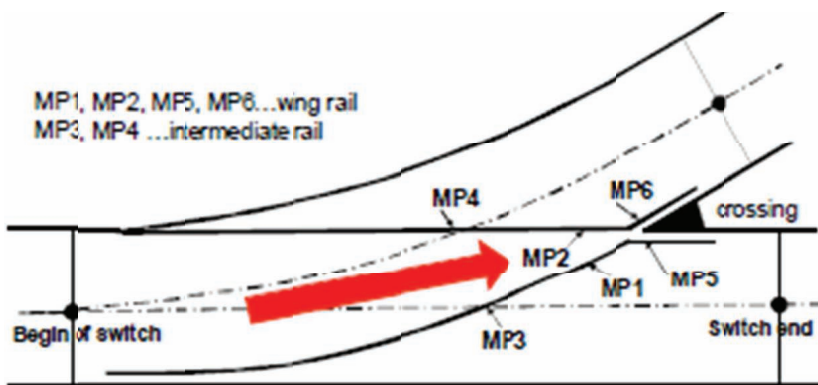 MP1, MP2, MP5, MP6...wing rail
MP3, MP4 ...intermediate rail
MP4
MP6
crossing
MP2
MP1
MP5
Begin of switch
MP3
Switch end